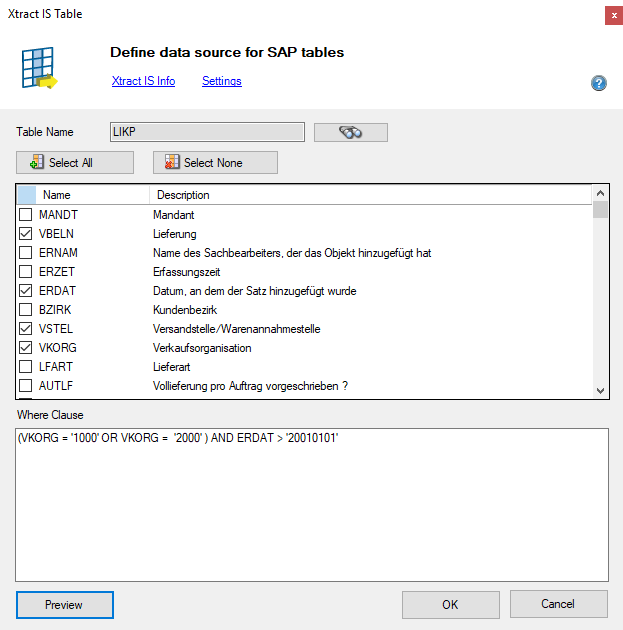 Xtract IS Table
x
Define data source for SAP tables
Xtract IS Info Settings
?
Table Name LIKP
Select All Select None
Name Description
MANDT Mandant
VBELN Lieferung
ERNAM Name des Sachbearbeiters, der das Objekt hinzugefügt hat
ERZET Erfassungszeit
ERDAT Datum, an dem der Satz hinzugefügt wurde
BZIRK Kundenbezirk
VSTEL Versandstelle/Warenannahmestelle
VKORG Verkaufsorganisation
LFART Lieferart
AUTLF Vollieferung pro Auftrag vorgeschrieben ?
Where Clause
(VKORG = '1000' OR VKORG =  '2000' ) AND ERDAT > '20010101'
Preview OK Cancel